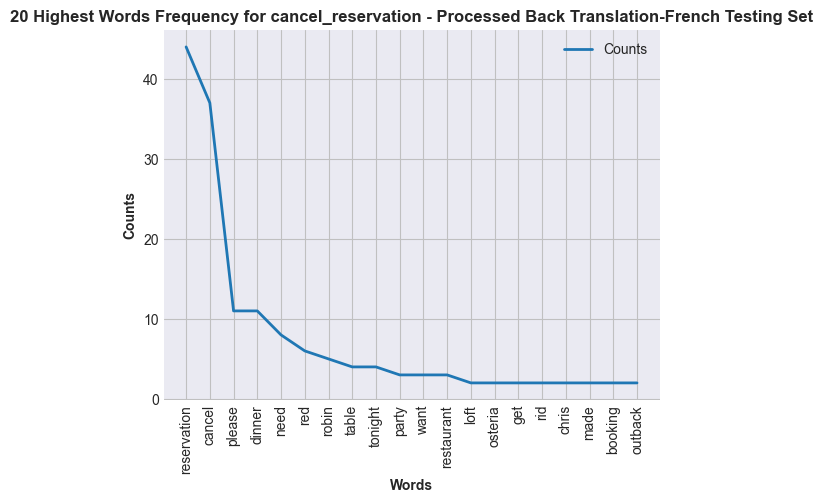 20 Highest Words Frequency for cancel_reservation - Processed Back Translation-French Testing Set
Counts
40
30
20
10
0
Counts
reservation
cancel
please
dinner
need
red
robin
table
tonight
party
want
restaurant
loft
osteria
get
rid
chris
made
booking
outback
Words